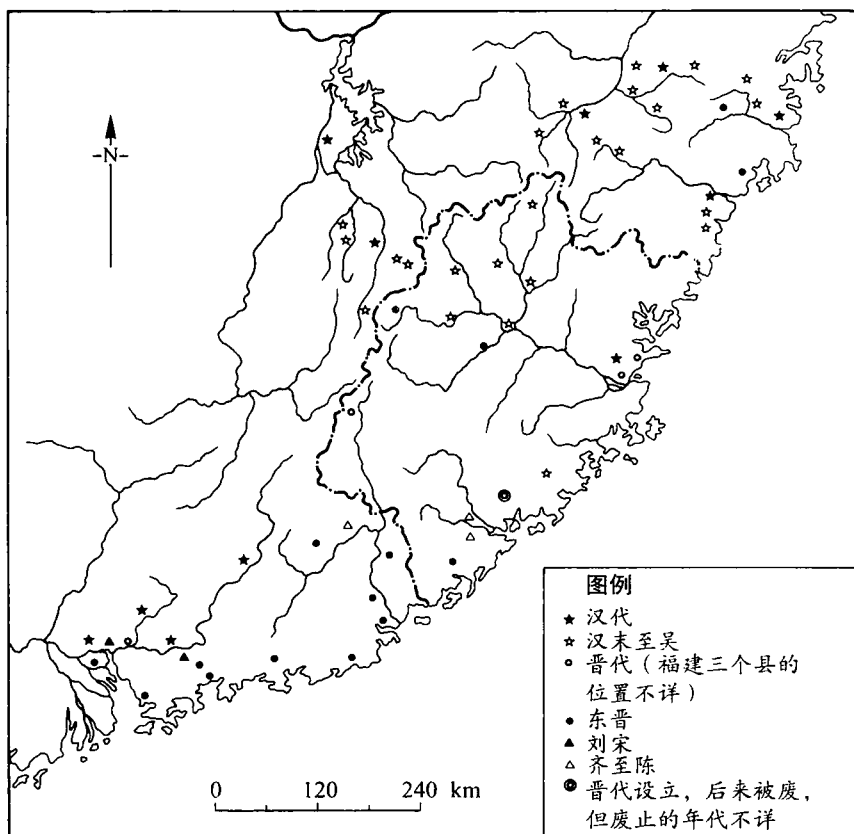 -N-
图例
汉代
汉末至吴
晋代（福建三个县的
位置不详）
东晋
刘宋
齐至陈
晋代设立，后来被废，
但废止的年代不详
0 120 240 km